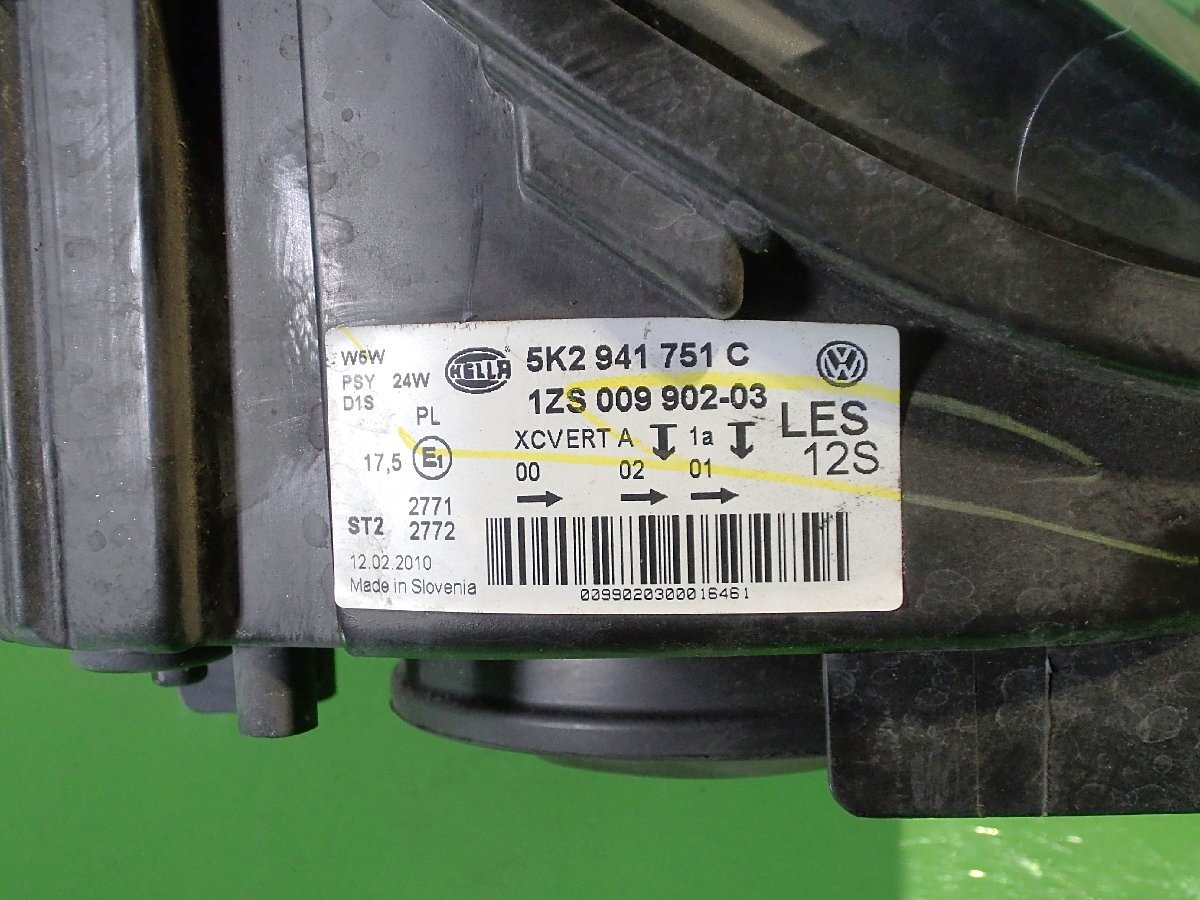 W5W
PSY 24W
D1S
PL
17,5 E1
2771
ST2 2772
12.02.2010
Made in Slovenia
HELLA
5K2 941 751 C
1ZS 009 902-03
XCVERT A 1a
00 02 01
VW
LES
12S
00990200300016461